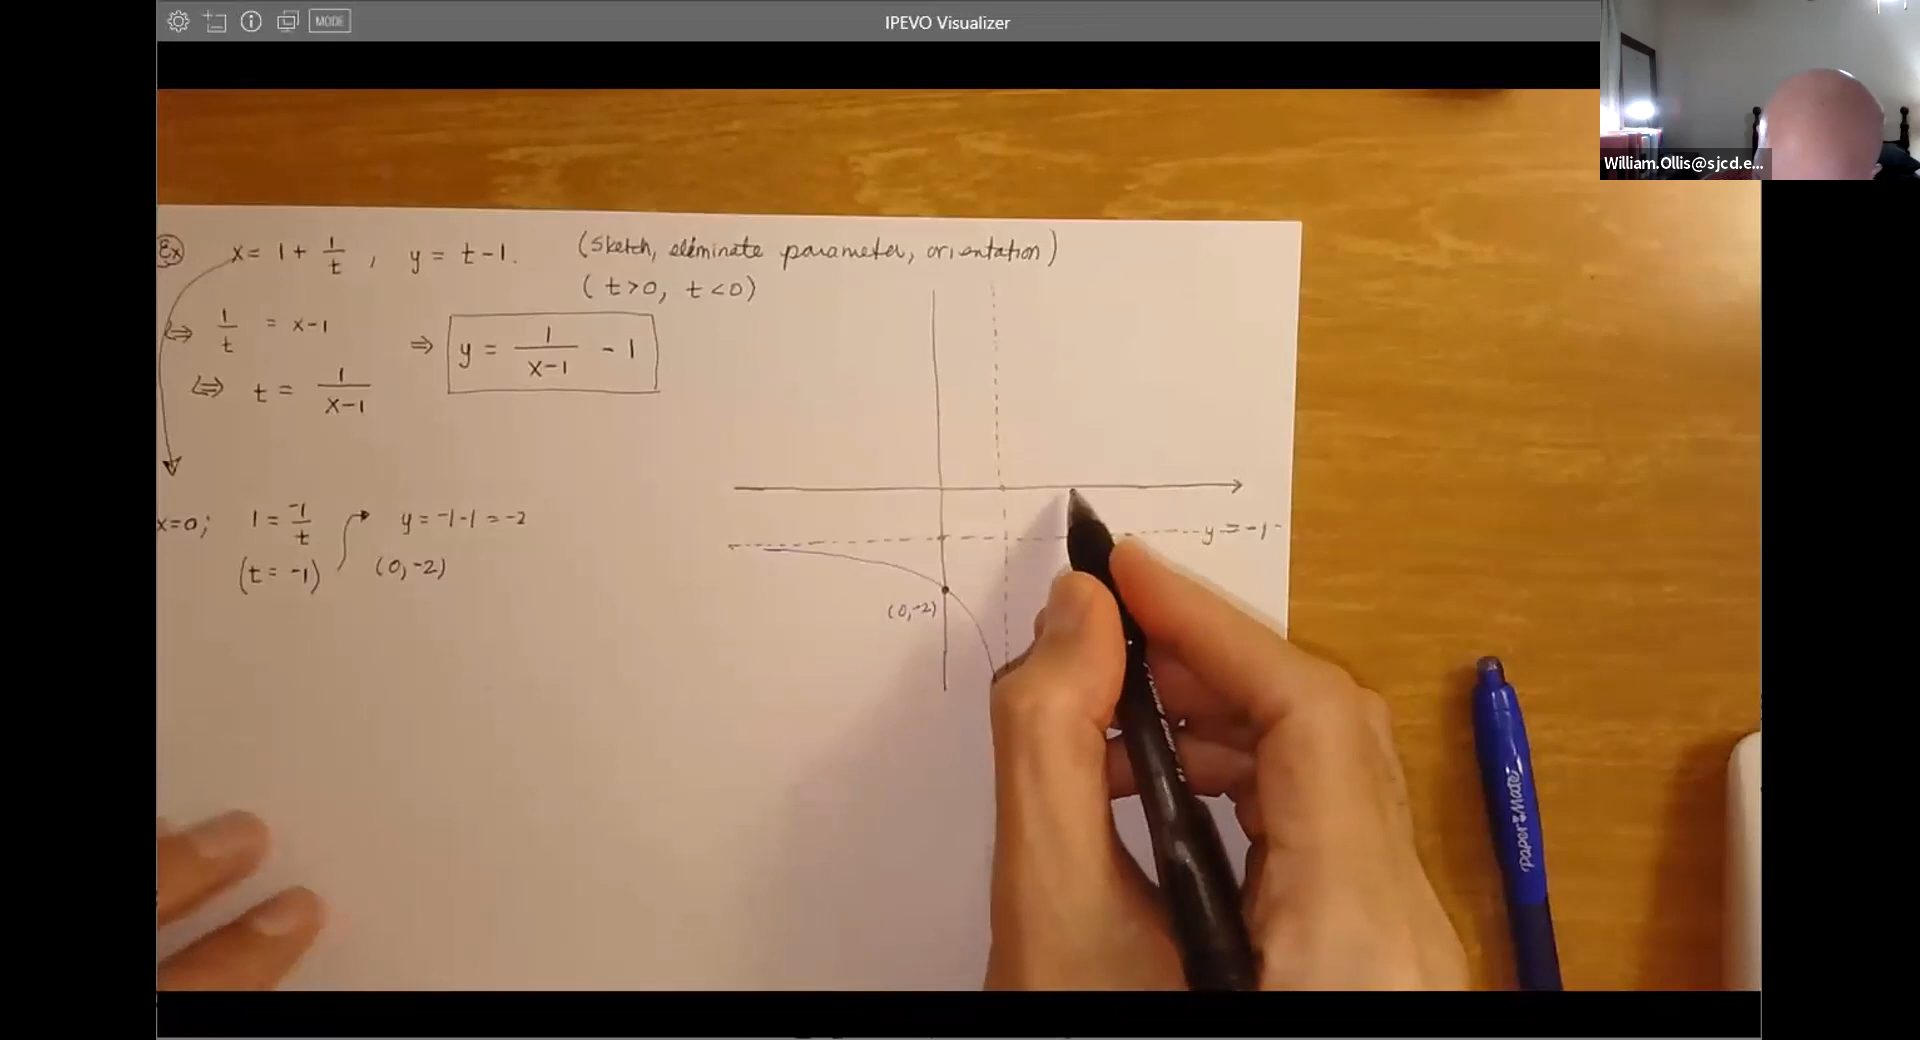 MODE
IPEVO Visualizer
William.Ollis@sjcd.e...
Ex x = 1 + 1/t , y = t - 1. (Sketch, eliminate parameter, orientation)
(t>0, t<0)
⇔ 1/t = x-1
⇒ y = 1/(x-1) - 1
⇔ t = 1/(x-1)
x=0; 1 = -1/t y = -1-1 = -2
(t = -1) (0, -2)
y = -1
(0,-2)
PAPER MATE